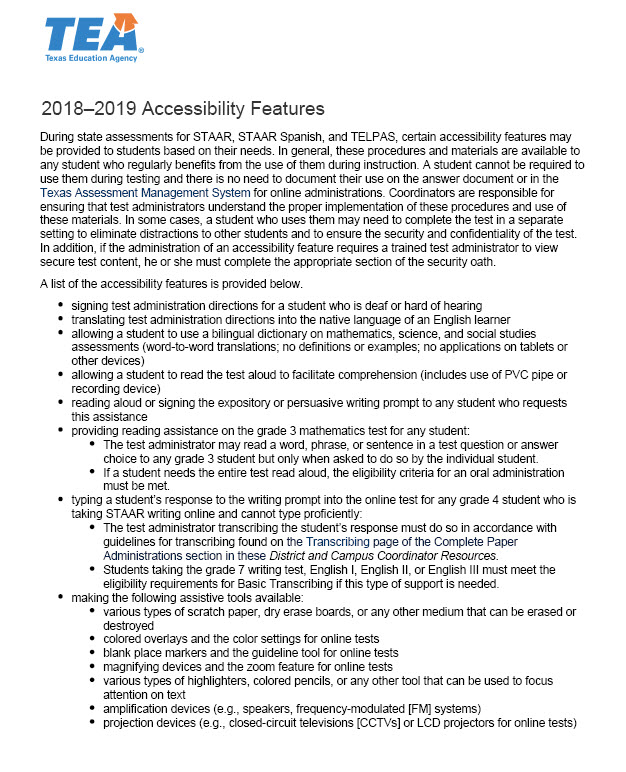 TEA®
Texas Education Agency
2018–2019 Accessibility Features
During state assessments for STAAR, STAAR Spanish, and TELPAS, certain accessibility features may
be provided to students based on their needs. In general, these procedures and materials are available to
any student who regularly benefits from the use of them during instruction. A student cannot be required to
use them during testing and there is no need to document their use on the answer document or in the
Texas Assessment Management System for online administrations. Coordinators are responsible for
ensuring that test administrators understand the proper implementation of these procedures and use of
these materials. In some cases, a student who uses them may need to complete the test in a separate
setting to eliminate distractions to other students and to ensure the security and confidentiality of the test.
In addition, if the administration of an accessibility feature requires a trained test administrator to view
secure test content, he or she must complete the appropriate section of the security oath.
A list of the accessibility features is provided below.
• signing test administration directions for a student who is deaf or hard of hearing
• translating test administration directions into the native language of an English learner
• allowing a student to use a bilingual dictionary on mathematics, science, and social studies
assessments (word-to-word translations; no definitions or examples; no applications on tablets or
other devices)
• allowing a student to read the test aloud to facilitate comprehension (includes use of PVC pipe or
recording device)
• reading aloud or signing the expository or persuasive writing prompt to any student who requests
this assistance
• providing reading assistance on the grade 3 mathematics test for any student:
• The test administrator may read a word, phrase, or sentence in a test question or answer
choice to any grade 3 student but only when asked to do so by the individual student.
• If a student needs the entire test read aloud, the eligibility criteria for an oral administration
must be met.
• typing a student's response to the writing prompt into the online test for any grade 4 student who is
taking STAAR writing online and cannot type proficiently:
• The test administrator transcribing the student's response must do so in accordance with
guidelines for transcribing found on the Transcribing page of the Complete Paper
Administrations section in these District and Campus Coordinator Resources.
• Students taking the grade 7 writing test, English I, English II, or English III must meet the
eligibility requirements for Basic Transcribing if this type of support is needed.
• making the following assistive tools available:
• various types of scratch paper, dry erase boards, or any other medium that can be erased or
destroyed
• colored overlays and the color settings for online tests
• blank place markers and the guideline tool for online tests
• magnifying devices and the zoom feature for online tests
• various types of highlighters, colored pencils, or any other tool that can be used to focus
attention on text
• amplification devices (e.g., speakers, frequency-modulated [FM] systems)
• projection devices (e.g., closed-circuit televisions [CCTVs] or LCD projectors for online tests)